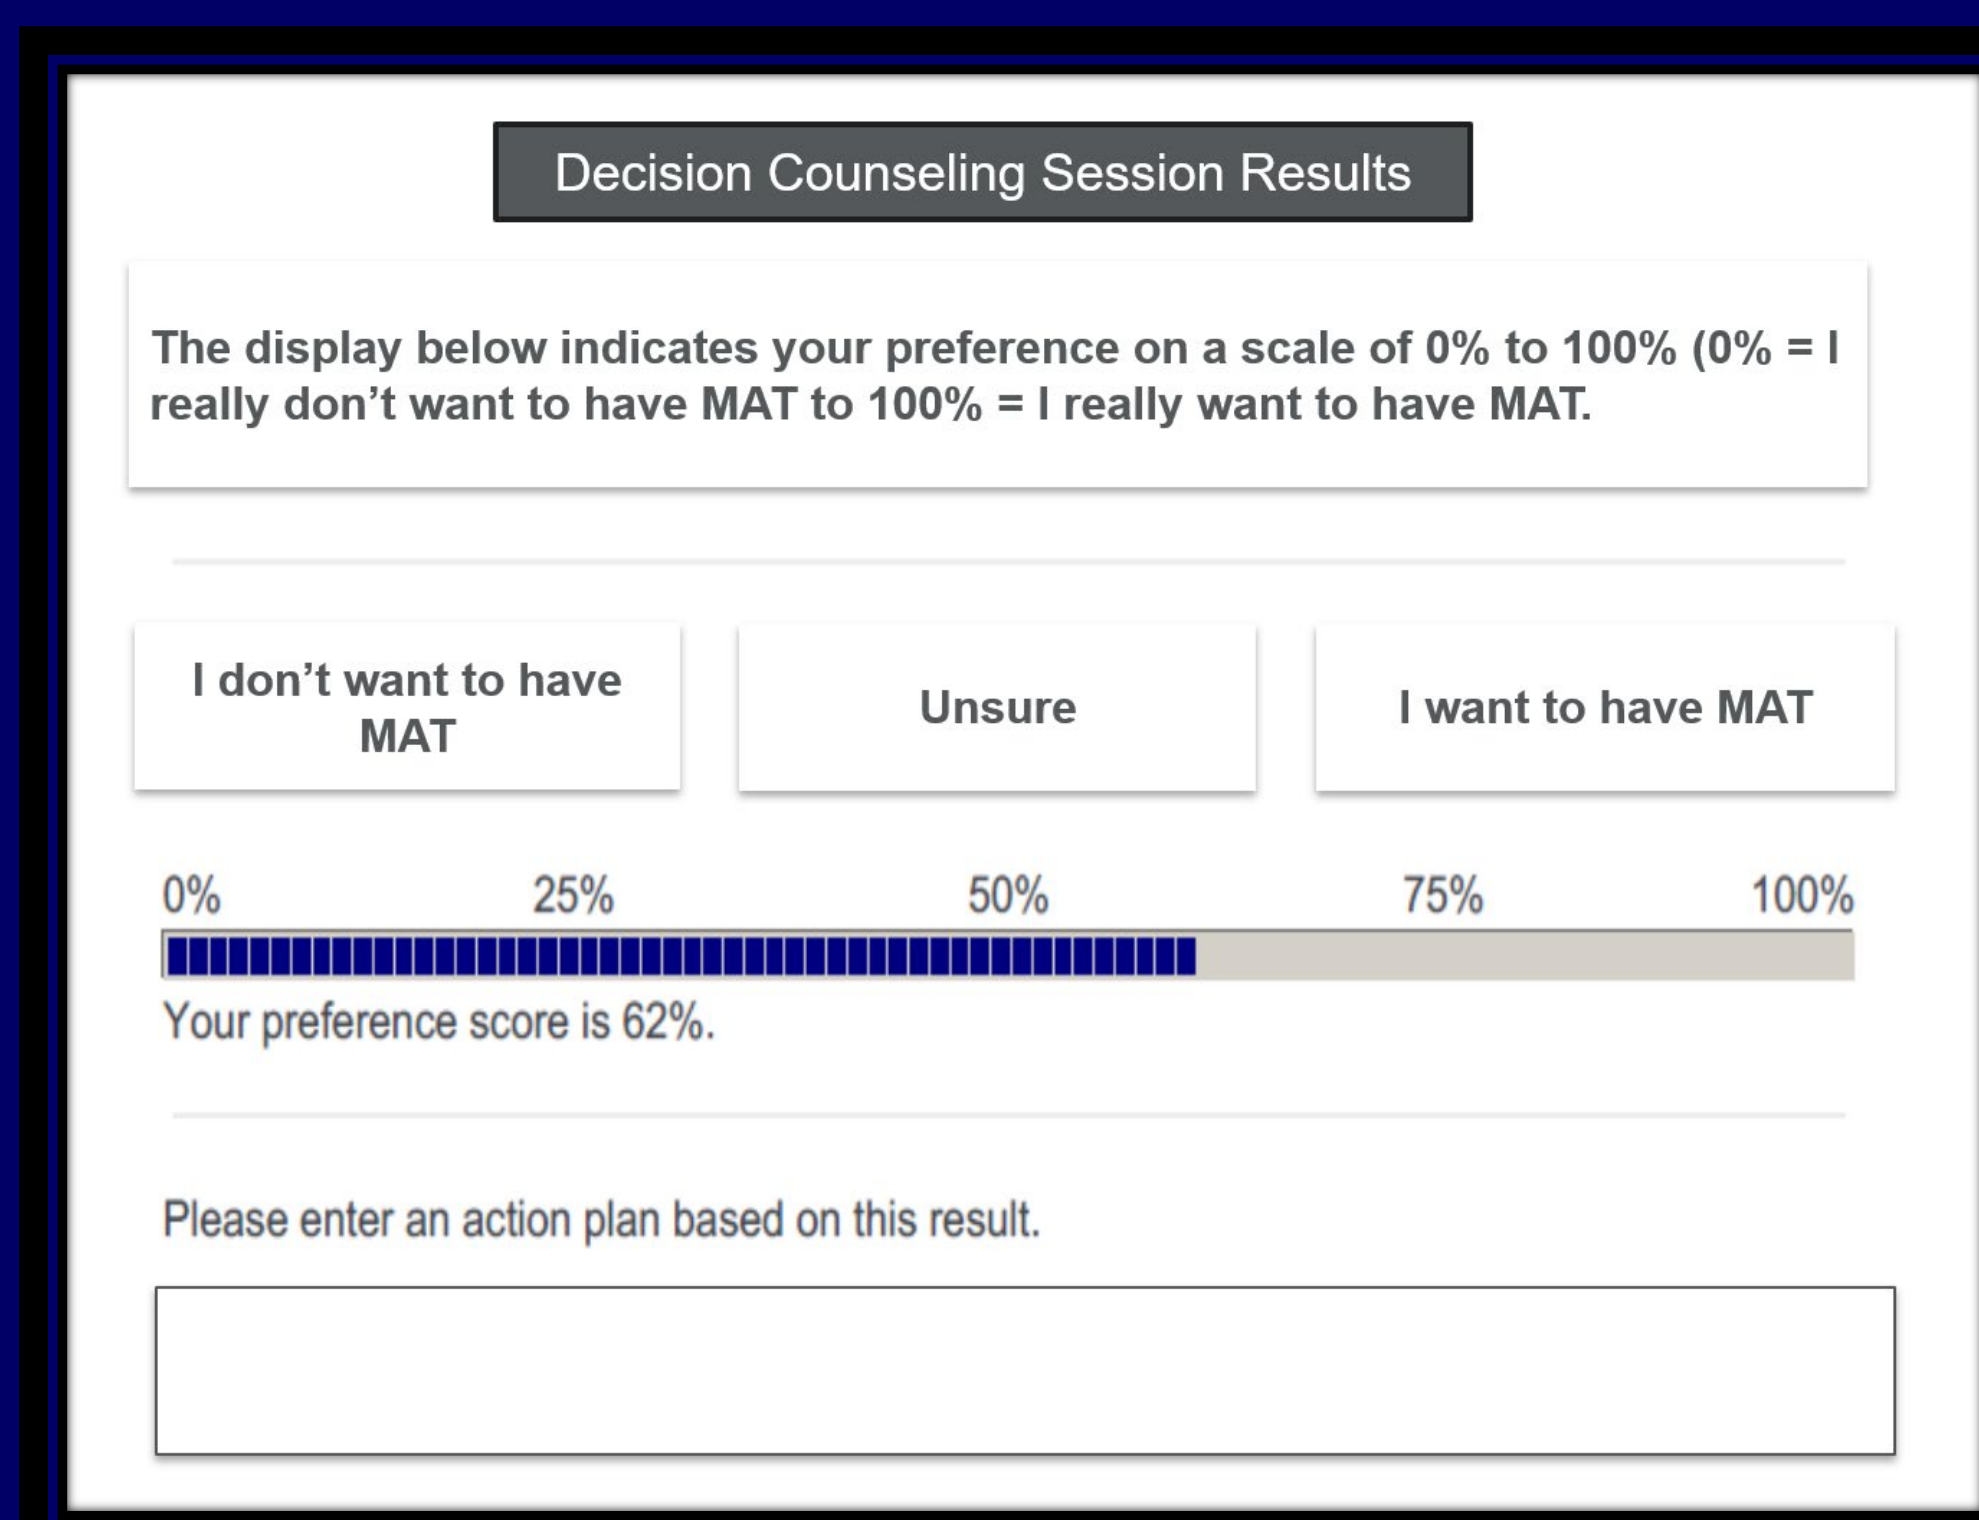 Decision Counseling Session Results
The display below indicates your preference on a scale of 0% to 100% (0% = I
really don’t want to have MAT to 100% = I really want to have MAT.
I don’t want to have
MAT
Unsure
I want to have MAT
0% 25% 50% 75% 100%
Your preference score is 62%.
Please enter an action plan based on this result.